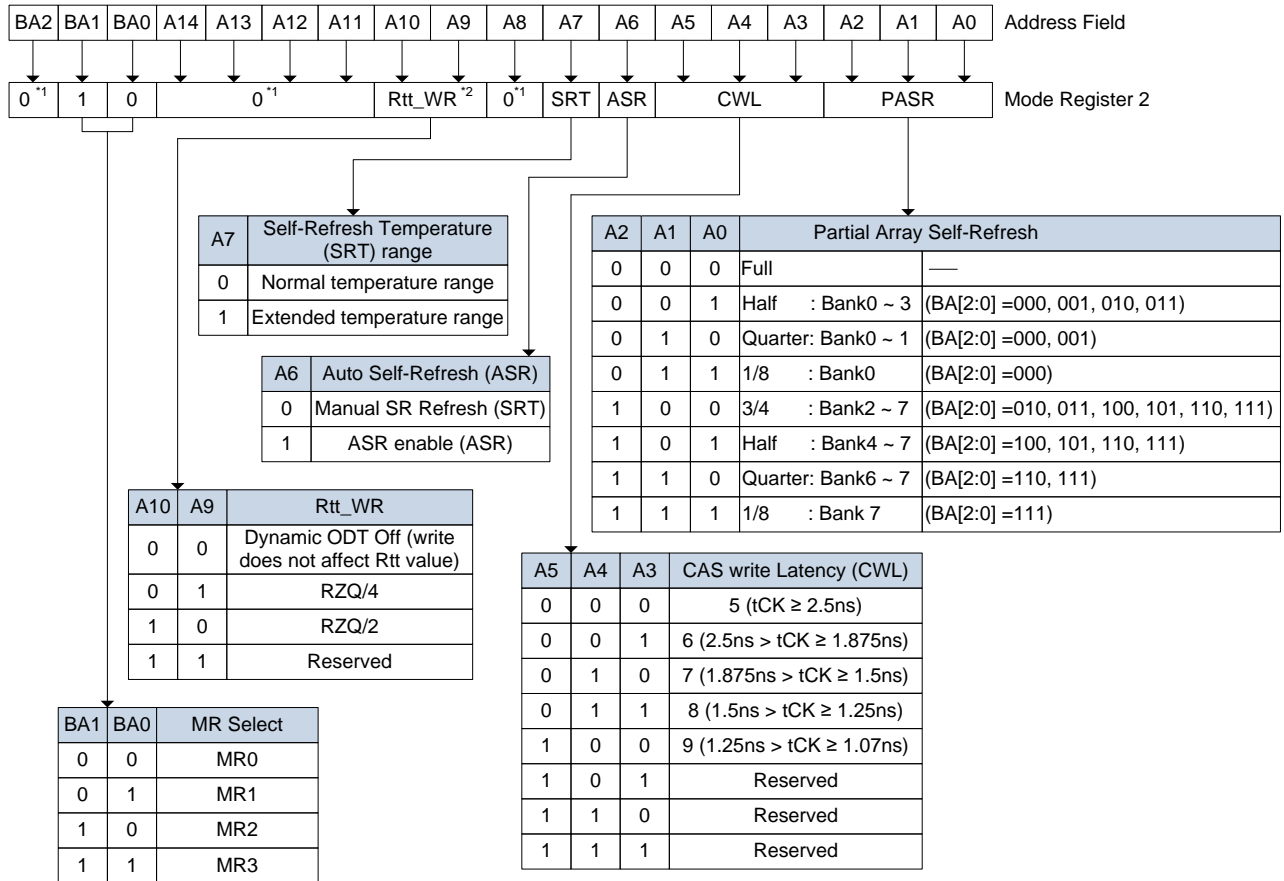 BA2 BA1 BA0 A14 A13 A12 A11 A10 A9 A8 A7 A6 A5 A4 A3 A2 A1 A0 Address Field
0*1 1 0 0*1 Rtt_WR*2 0*1 SRT ASR CWL PASR Mode Register 2
A7 Self-Refresh Temperature
(SRT) range
0 Normal temperature range
1 Extended temperature range
A6 Auto Self-Refresh (ASR)
0 Manual SR Refresh (SRT)
1 ASR enable (ASR)
A10 A9 Rtt_WR
0 0 Dynamic ODT Off (write
does not affect Rtt value)
0 1 RZQ/4
1 0 RZQ/2
1 1 Reserved
BA1 BA0 MR Select
0 0 MR0
0 1 MR1
1 0 MR2
1 1 MR3
A2 A1 A0 Partial Array Self-Refresh
0 0 0 Full —
0 0 1 Half : Bank0 ~ 3 (BA[2:0] =000, 001, 010, 011)
0 1 0 Quarter: Bank0 ~ 1 (BA[2:0] =000, 001)
0 1 1 1/8 : Bank0 (BA[2:0] =000)
1 0 0 3/4 : Bank2 ~ 7 (BA[2:0] =010, 011, 100, 101, 110, 111)
1 0 1 Half : Bank4 ~ 7 (BA[2:0] =100, 101, 110, 111)
1 1 0 Quarter: Bank6 ~ 7 (BA[2:0] =110, 111)
1 1 1 1/8 : Bank 7 (BA[2:0] =111)
A5 A4 A3 CAS write Latency (CWL)
0 0 0 5 (tCK ≥ 2.5ns)
0 0 1 6 (2.5ns > tCK ≥ 1.875ns)
0 1 0 7 (1.875ns > tCK ≥ 1.5ns)
0 1 1 8 (1.5ns > tCK ≥ 1.25ns)
1 0 0 9 (1.25ns > tCK ≥ 1.07ns)
1 0 1 Reserved
1 1 0 Reserved
1 1 1 Reserved